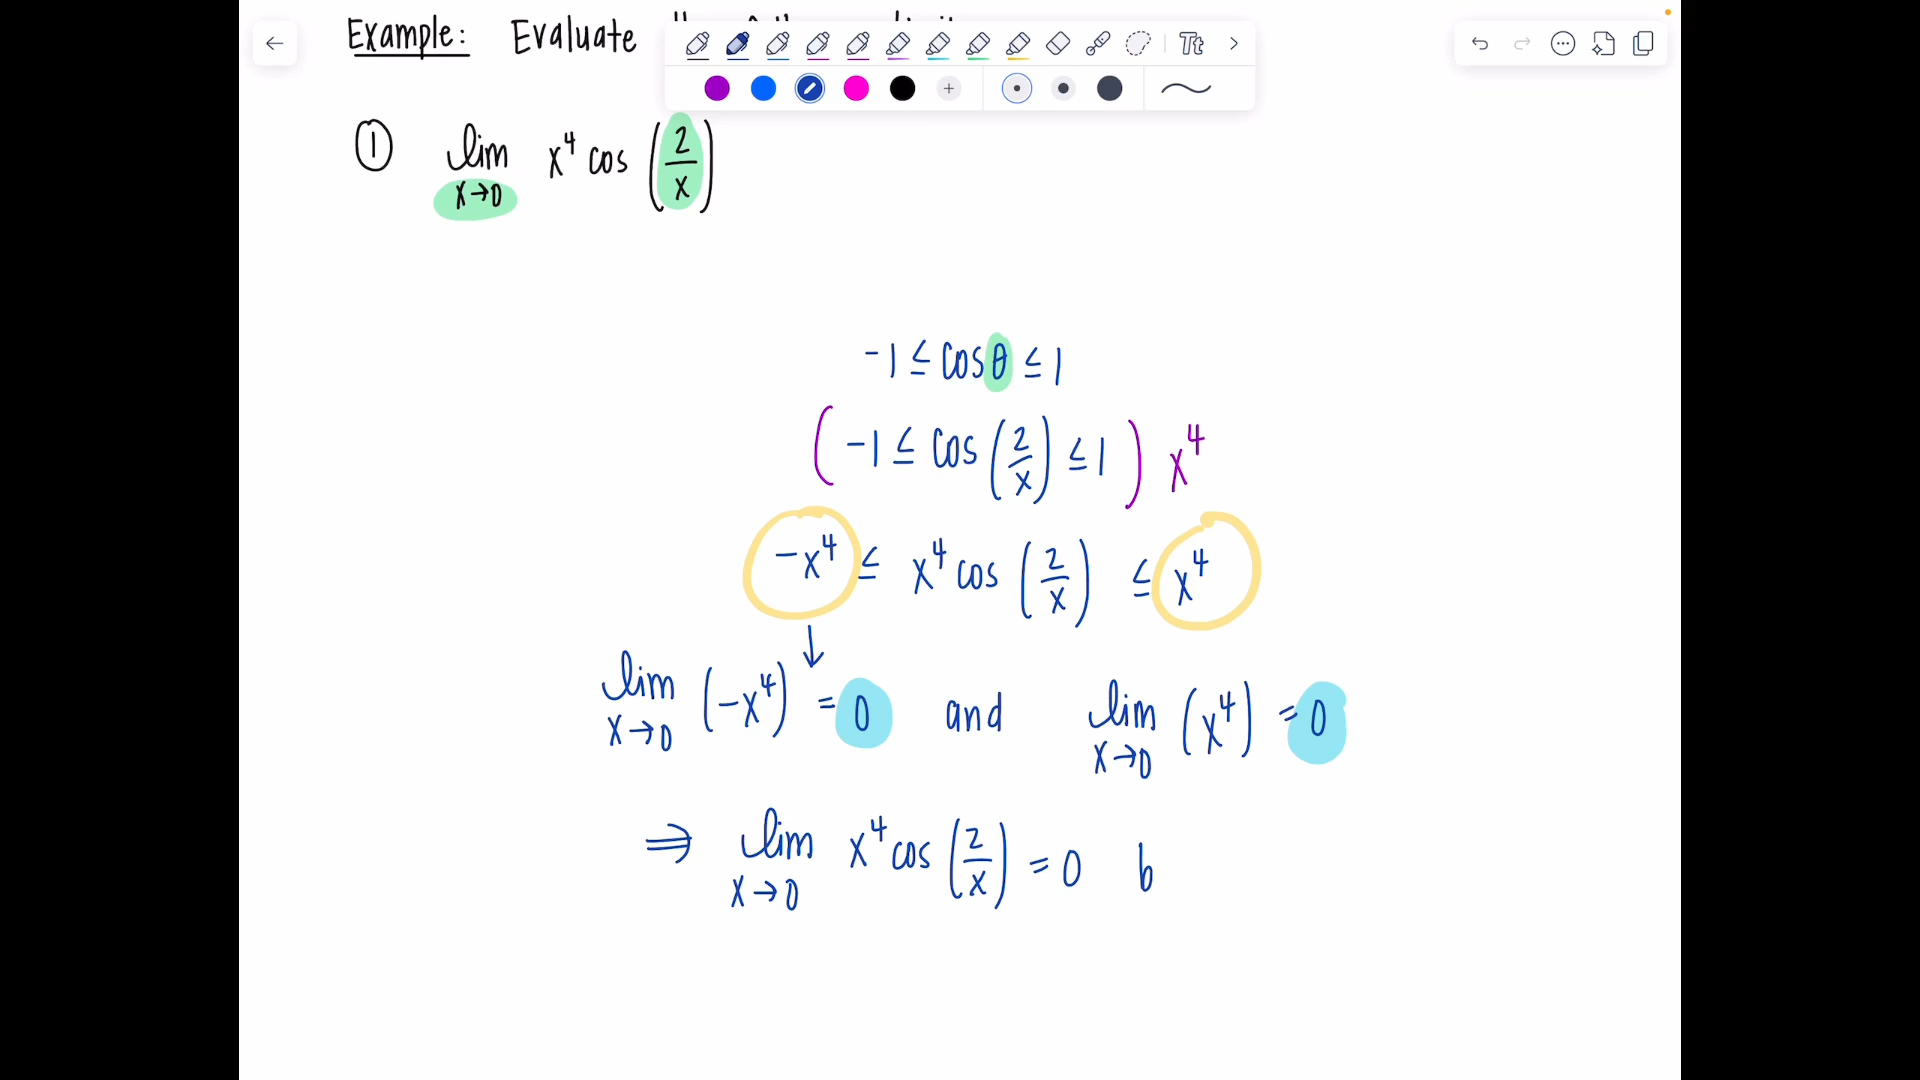 Example: Evaluate
Tt
① lim x→0 x⁴ cos (2/x)
-1 ≤ cos θ ≤ 1
( -1 ≤ cos (2/x) ≤ 1 ) x⁴
-x⁴ ≤ x⁴ cos (2/x) ≤ x⁴
↓
lim x→0 (-x⁴) = 0 and lim x→0 (x⁴) = 0
⇒ lim x→0 x⁴ cos (2/x) = 0 b